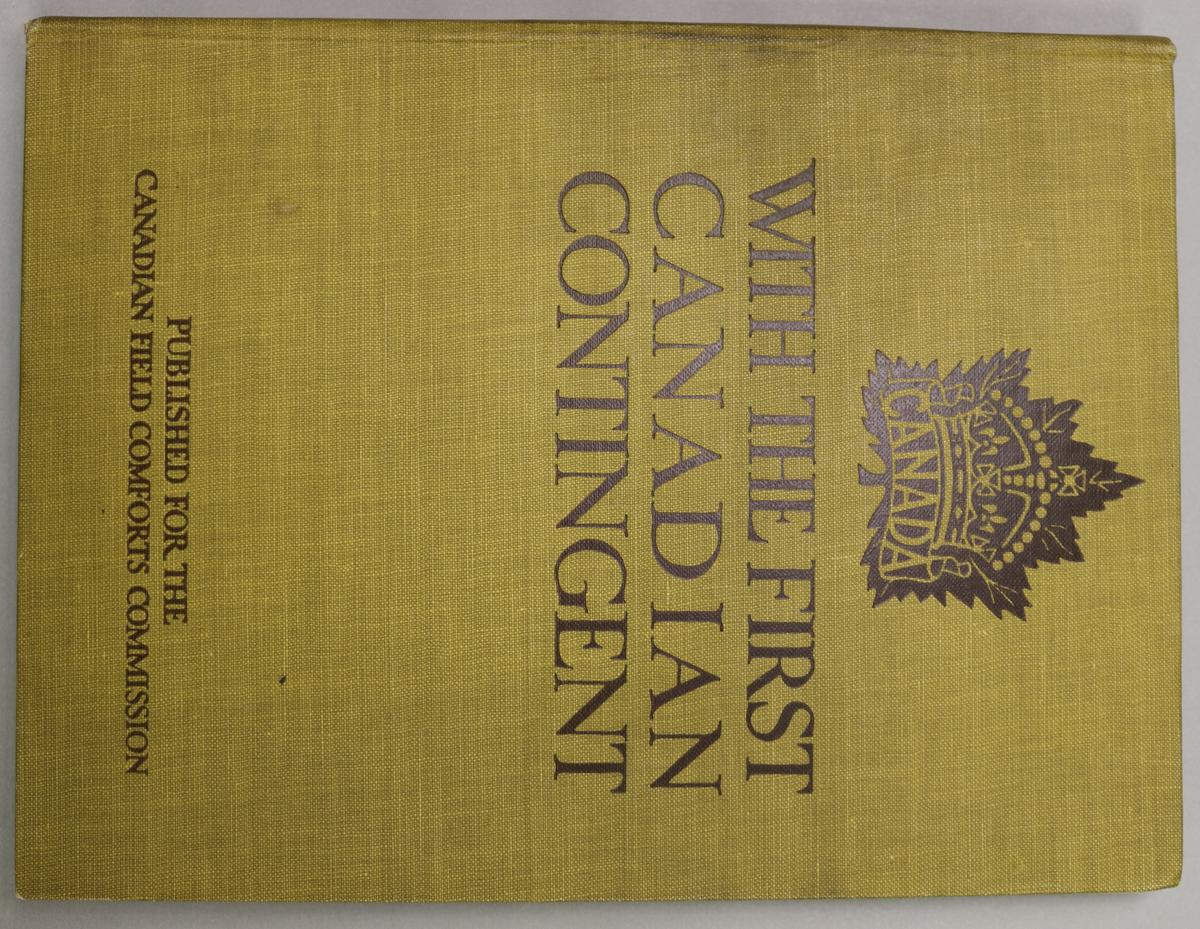 CANADA
WITH THE FIRST
CANADIAN
CONTINGENT
PUBLISHED FOR THE
CANADIAN FIELD COMFORTS COMMISSION